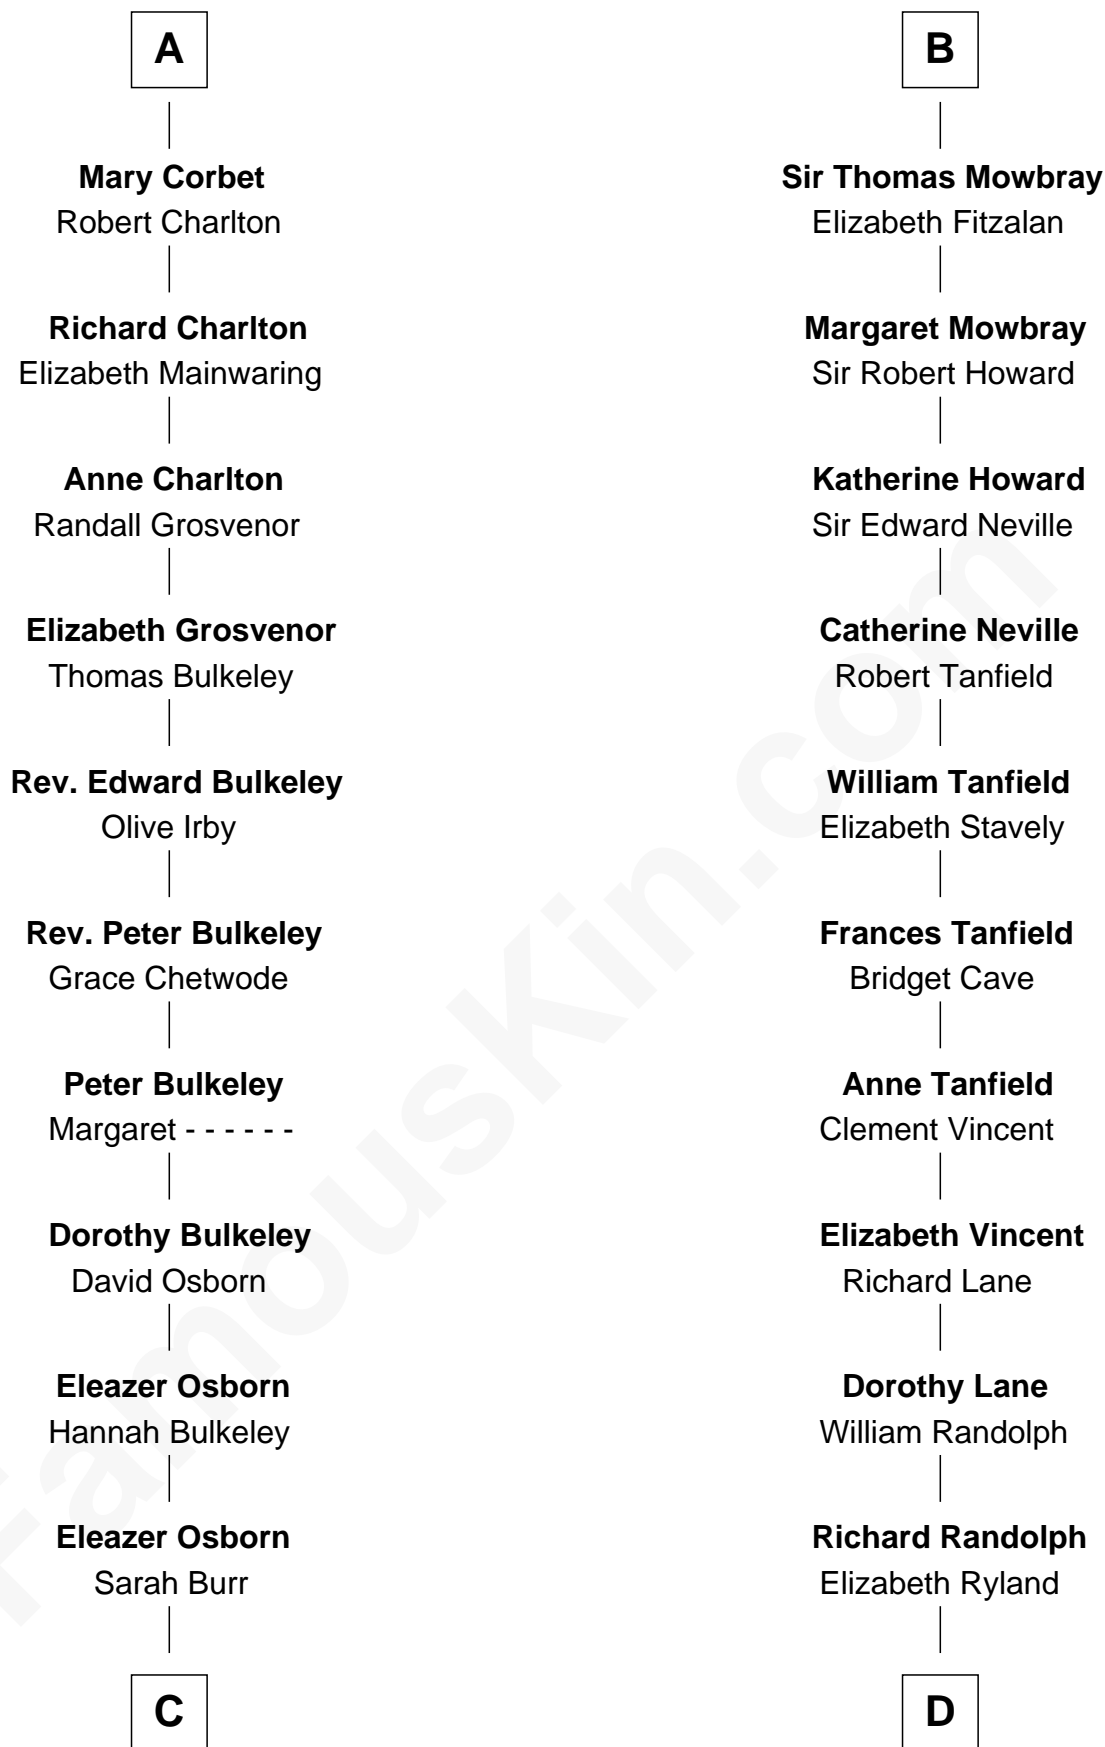 A
Mary Corbet
Robert Charlton
Richard Charlton
Elizabeth Mainwaring
Anne Charlton
Randall Grosvenor
Elizabeth Grosvenor
Thomas Bulkeley
Rev. Edward Bulkeley
Olive Irby
Rev. Peter Bulkeley
Grace Chetwode
Peter Bulkeley
Margaret - - - - - -
Dorothy Bulkeley
David Osborn
Eleazer Osborn
Hannah Bulkeley
Eleazer Osborn
Sarah Burr
C
B
Sir Thomas Mowbray
Elizabeth Fitzalan
Margaret Mowbray
Sir Robert Howard
Katherine Howard
Sir Edward Neville
Catherine Neville
Robert Tanfield
William Tanfield
Elizabeth Stavely
Frances Tanfield
Bridget Cave
Anne Tanfield
Clement Vincent
Elizabeth Vincent
Richard Lane
Dorothy Lane
William Randolph
Richard Randolph
Elizabeth Ryland
D
FamousKin.com